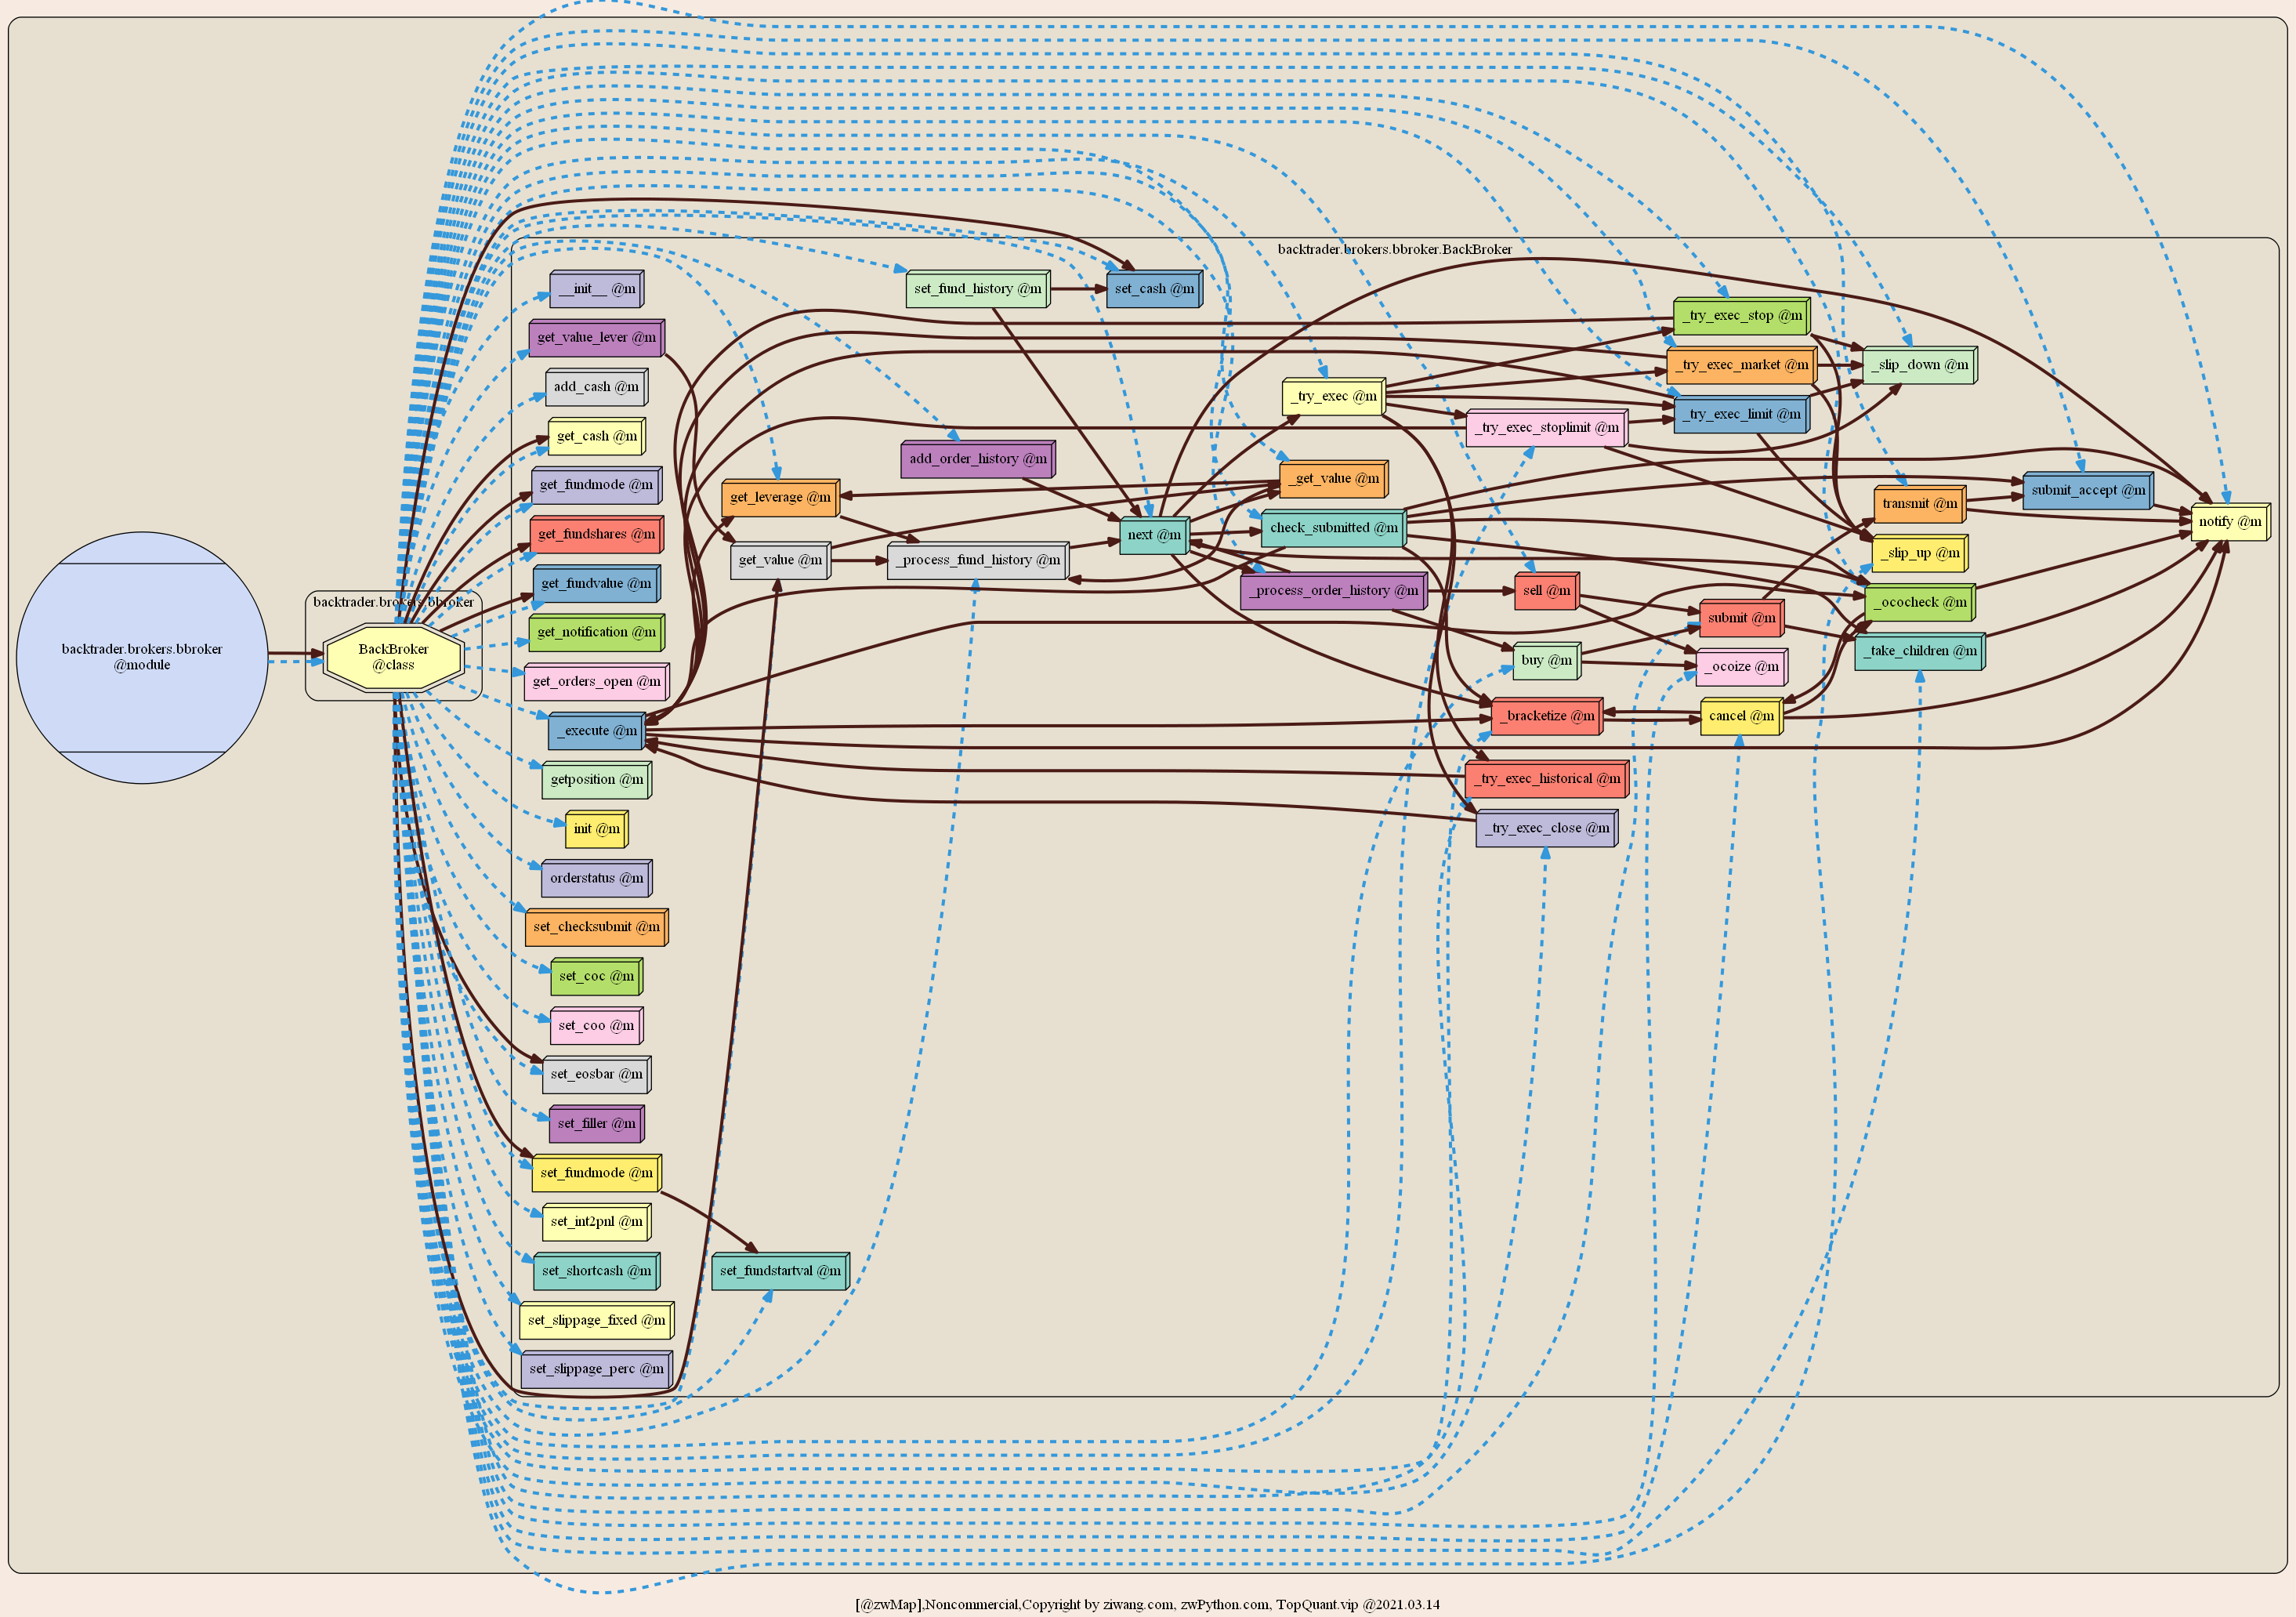 backtrader.brokers.bbroker
@module
backtrader.brokers.bbroker
BackBroker
@class
backtrader.brokers.bbroker.BackBroker
__init__ @m
get_value_lever @m
add_cash @m
get_cash @m
get_fundmode @m
get_fundshares @m
get_fundvalue @m
get_notification @m
get_orders_open @m
_execute @m
getposition @m
init @m
orderstatus @m
set_checksubmit @m
set_coc @m
set_coo @m
set_eosbar @m
set_filler @m
set_fundmode @m
set_int2pnl @m
set_shortcash @m
set_slippage_fixed @m
set_slippage_perc @m
get_leverage @m
get_value @m
set_fundstartval @m
set_fund_history @m
add_order_history @m
_process_fund_history @m
set_cash @m
next @m
_try_exec @m
_get_value @m
check_submitted @m
_process_order_history @m
_try_exec_stoplimit @m
sell @m
buy @m
_bracketize @m
_try_exec_historical @m
_try_exec_close @m
_try_exec_stop @m
_try_exec_market @m
_try_exec_limit @m
submit @m
_ocoize @m
cancel @m
_slip_down @m
transmit @m
_slip_up @m
_ococheck @m
_take_children @m
submit_accept @m
notify @m
[@zwMap],Noncommercial,Copyright by ziwang.com, zwPython.com, TopQuant.vip @2021.03.14